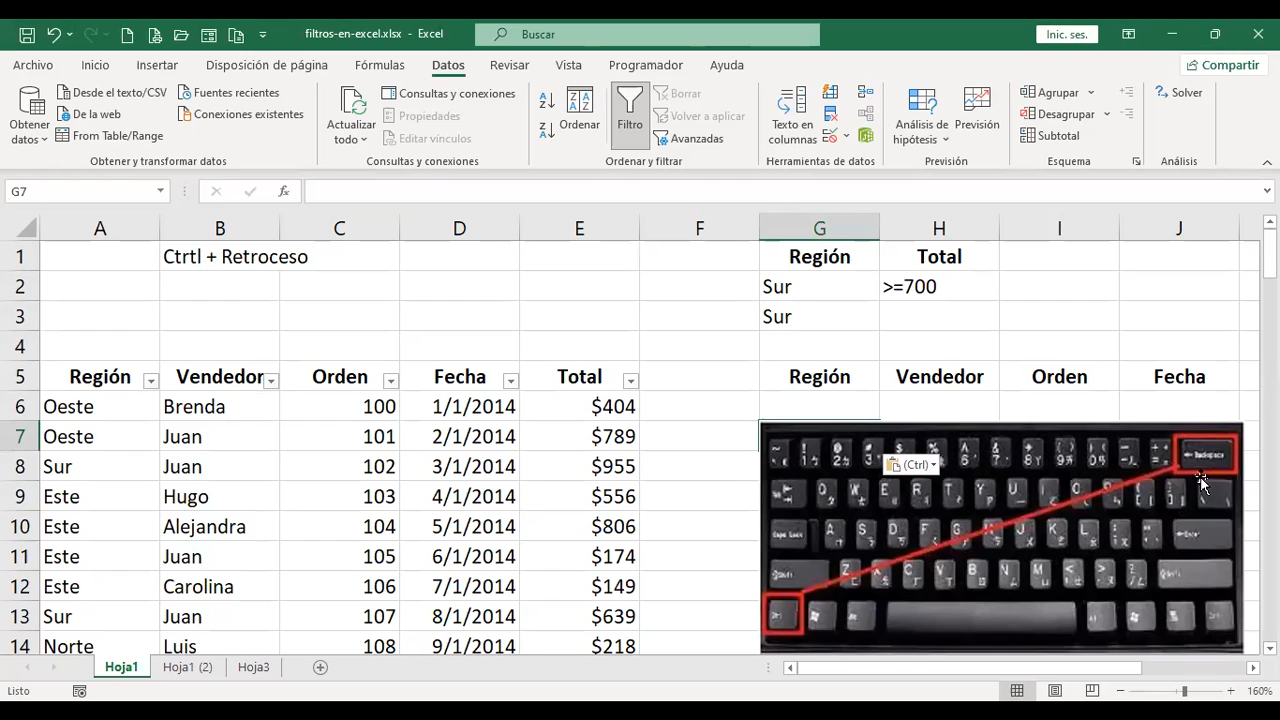 filtros-en-excel.xlsx - Excel
Buscar
Inic. ses.
Archivo Inicio Insertar Disposición de página Fórmulas Datos Revisar Vista Programador Ayuda Compartir
Obtener datos
Desde el texto/CSV
De la web
From Table/Range
Fuentes recientes
Conexiones existentes
Obtener y transformar datos
Actualizar todo
Consultas y conexiones
Propiedades
Editar vínculos
Consultas y conexiones
Ordenar
Filtro
Borrar
Volver a aplicar
Avanzadas
Ordenar y filtrar
Texto en columnas
Herramientas de datos
Análisis de hipótesis
Previsión
Previsión
Agrupar
Desagrupar
Subtotal
Esquema
Solver
Análisis
G7
A B C D E F G H I J
1 Ctrtl + Retroceso Región Total
2 Sur >=700
3 Sur
4
5 Región Vendedor Orden Fecha Total Región Vendedor Orden Fecha
6 Oeste Brenda 100 1/1/2014 $404
7 Oeste Juan 101 2/1/2014 $789
8 Sur Juan 102 3/1/2014 $955
9 Este Hugo 103 4/1/2014 $556
10 Este Alejandra 104 5/1/2014 $806
11 Este Juan 105 6/1/2014 $174
12 Este Carolina 106 7/1/2014 $149
13 Sur Juan 107 8/1/2014 $639
14 Norte Luis 108 9/1/2014 $218
Backspace
(Ctrl)
Q W E R T Y U I
Caps Lock A S D F G
Enter
Z C V B N M
Hoja1 Hoja1 (2) Hoja3
Listo
160%